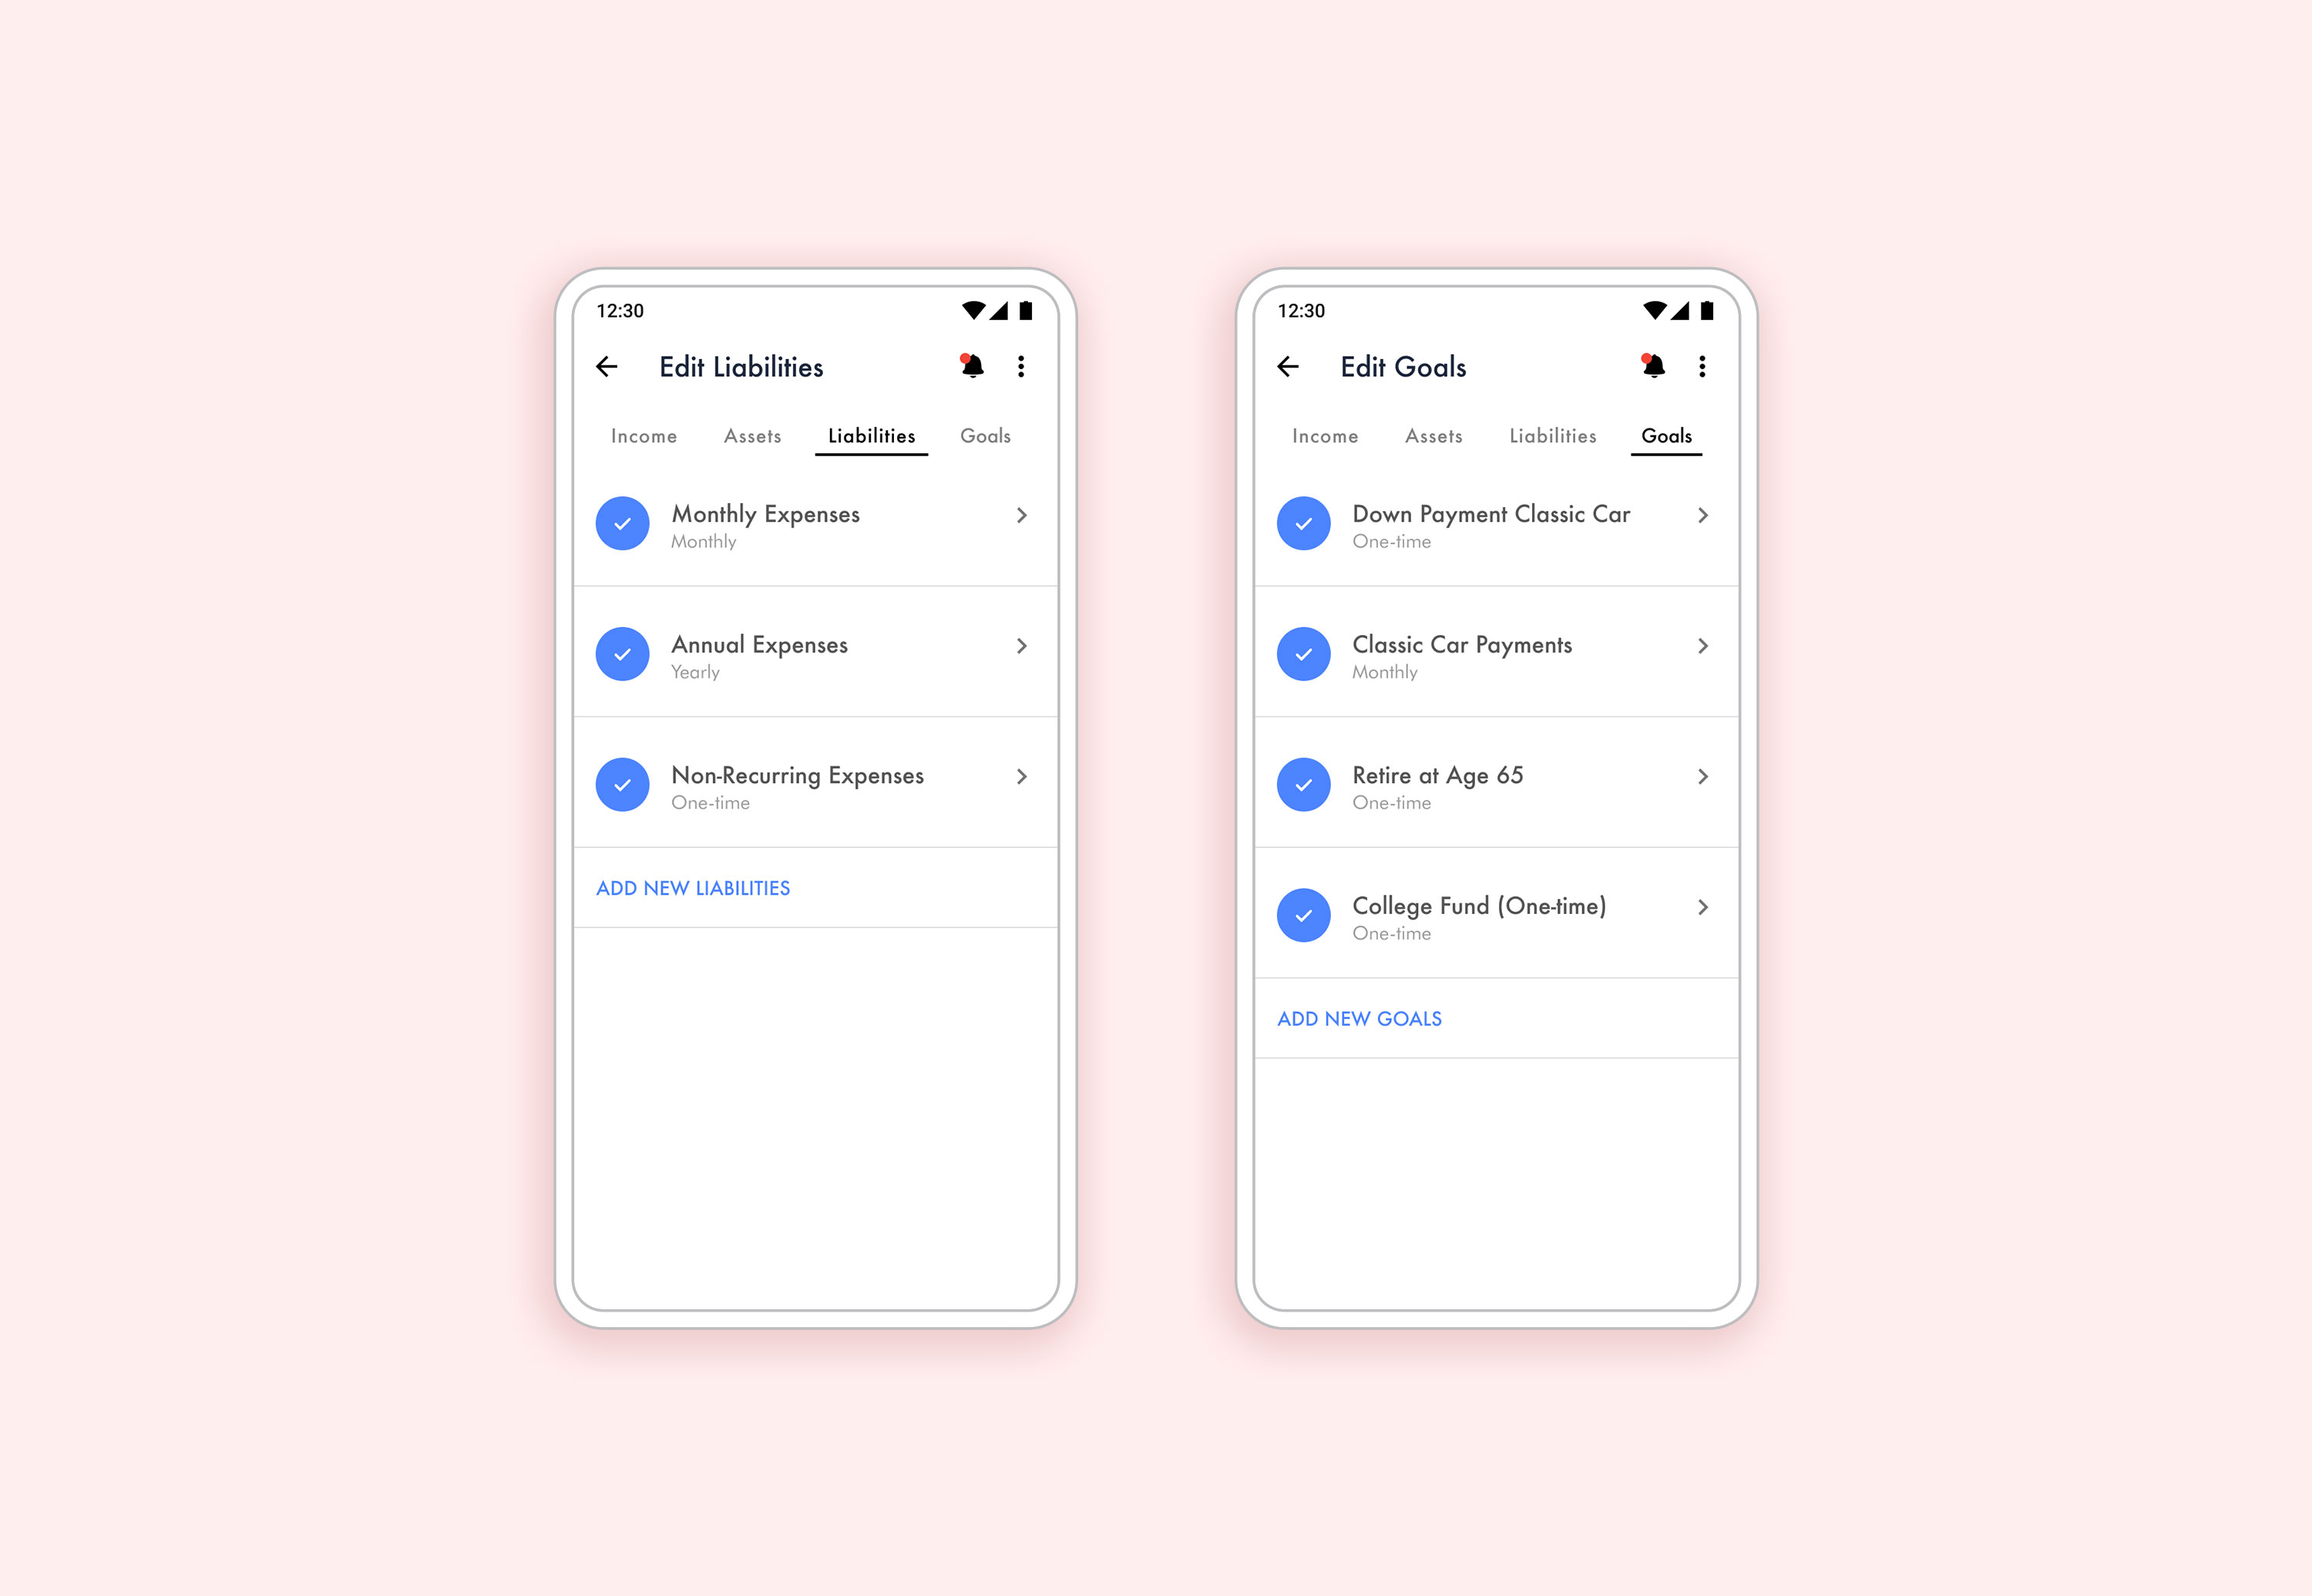 12:30
Edit Liabilities
Income Assets Liabilities Goals
Monthly Expenses
Monthly
Annual Expenses
Yearly
Non-Recurring Expenses
One-time
ADD NEW LIABILITIES
12:30
Edit Goals
Income Assets Liabilities Goals
Down Payment Classic Car
One-time
Classic Car Payments
Monthly
Retire at Age 65
One-time
College Fund (One-time)
One-time
ADD NEW GOALS